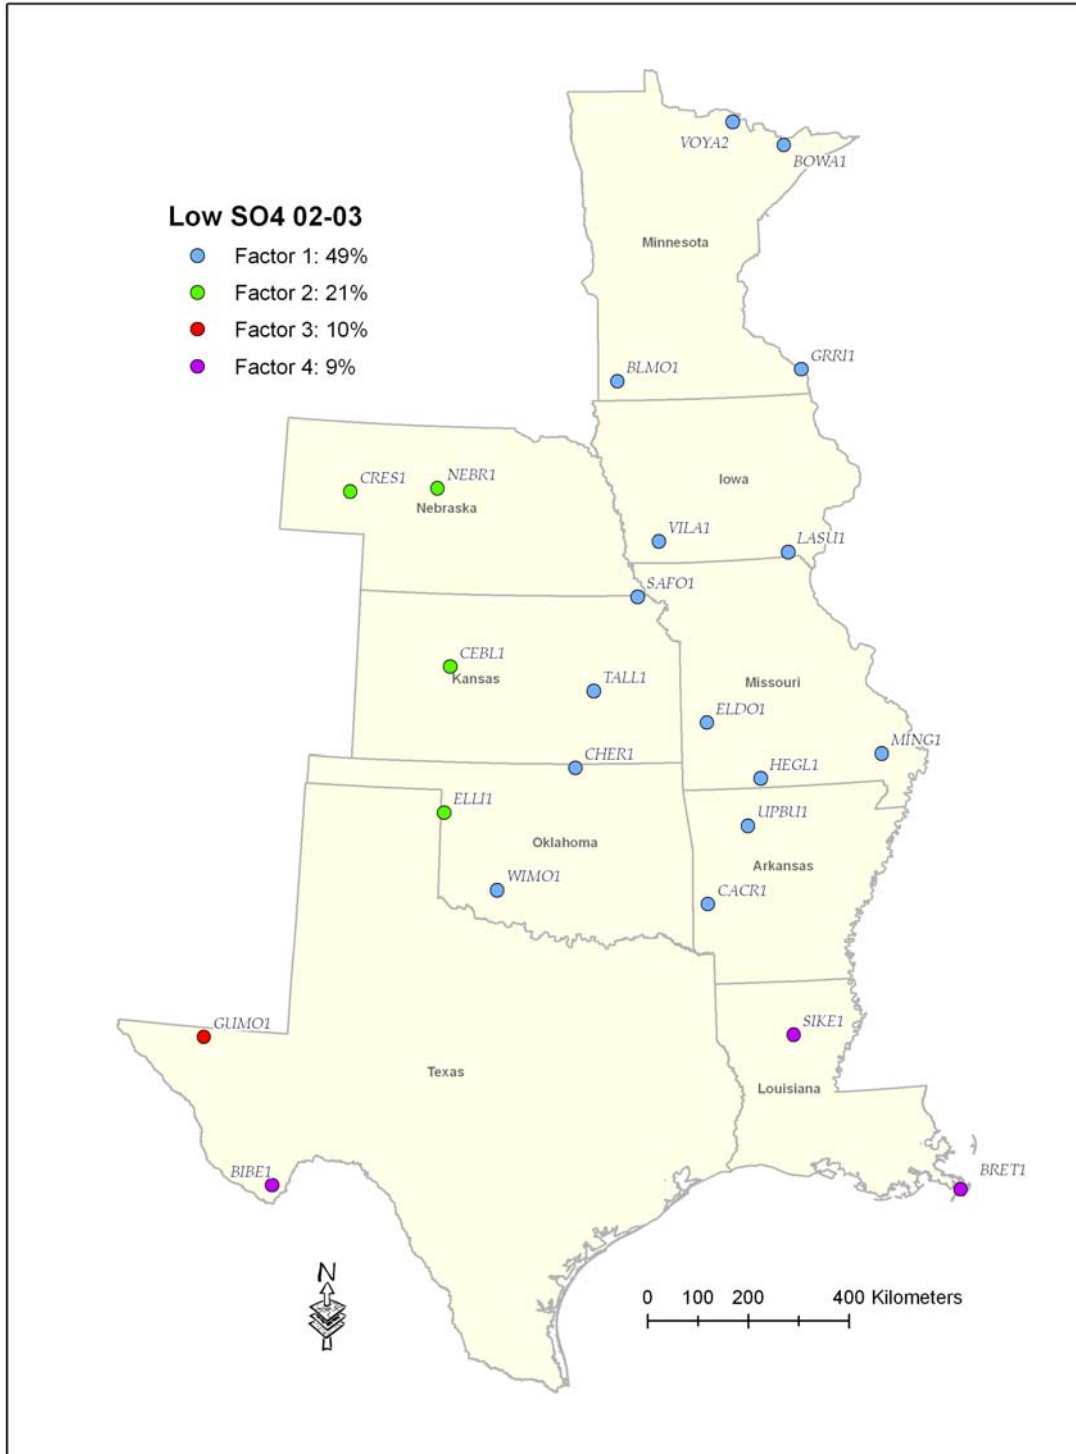 VOYA2
BOWA1
Low SO4 02-03
Minnesota
Factor 1: 49%
Factor 2: 21%
Factor 3: 10%
Factor 4: 9%
GRRI1
BLMO1
CRES1
NEBR1
Nebraska
Iowa
VILA1
LASU1
SAFO1
CEBL1
Kansas
TALL1
Missouri
ELDO1
MING1
CHER1
HEGL1
ELLI1
UPBU1
Oklahoma
Arkansas
WIMO1
CACR1
GUMO1
SIKE1
Texas
Louisiana
BIBE1
BRET1
N
0 100 200 400 Kilometers